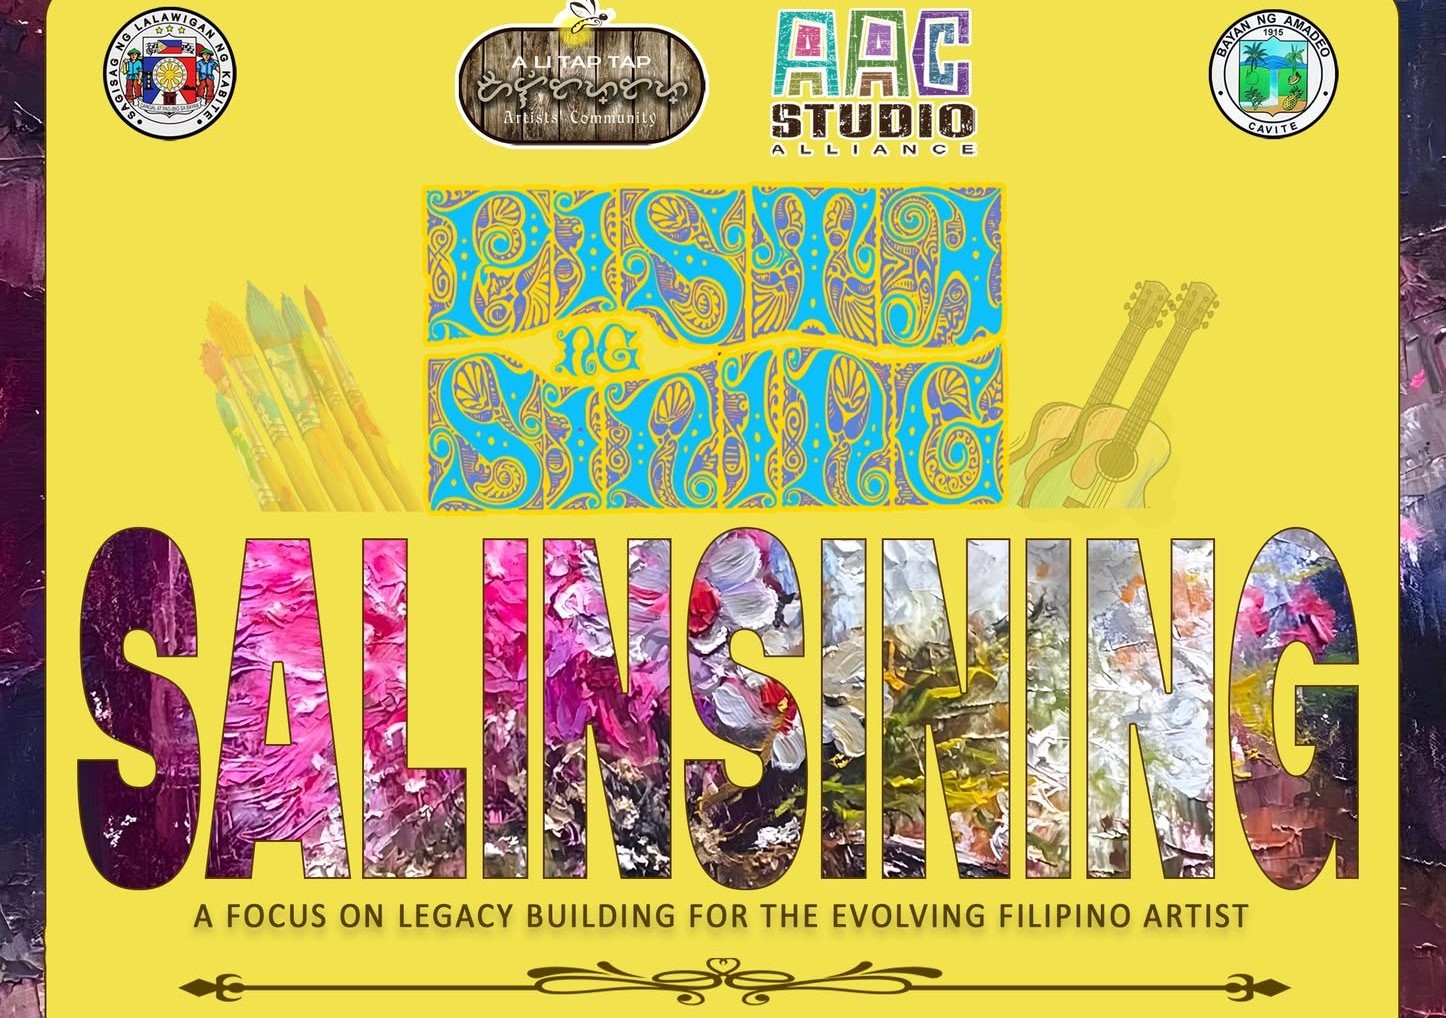 SAGISAG NG LALAWIGAN NG KABITE
A LI TAP TAP
Artists' Community
AAC
STUDIO
ALLIANCE
BAYAN NG AMADEO
1915
CAVITE
PISTA
NG
SINING
SALINSINING
A FOCUS ON LEGACY BUILDING FOR THE EVOLVING FILIPINO ARTIST